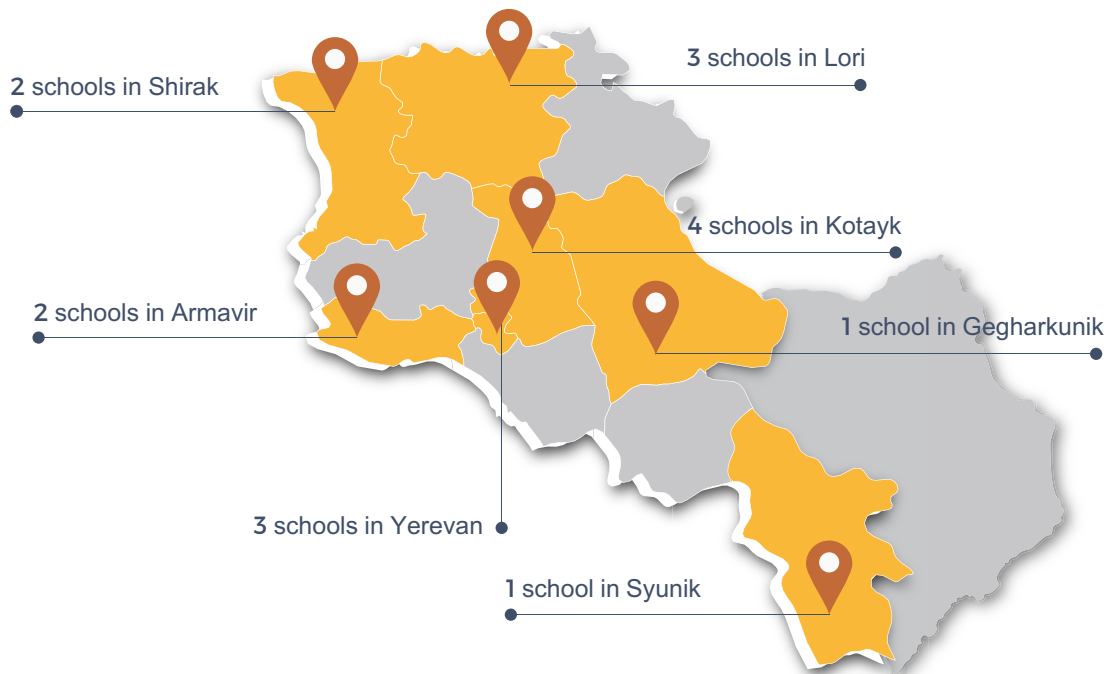 3 schools in Lori
2 schools in Shirak
4 schools in Kotayk
2 schools in Armavir
1 school in Gegharkunik
3 schools in Yerevan
1 school in Syunik